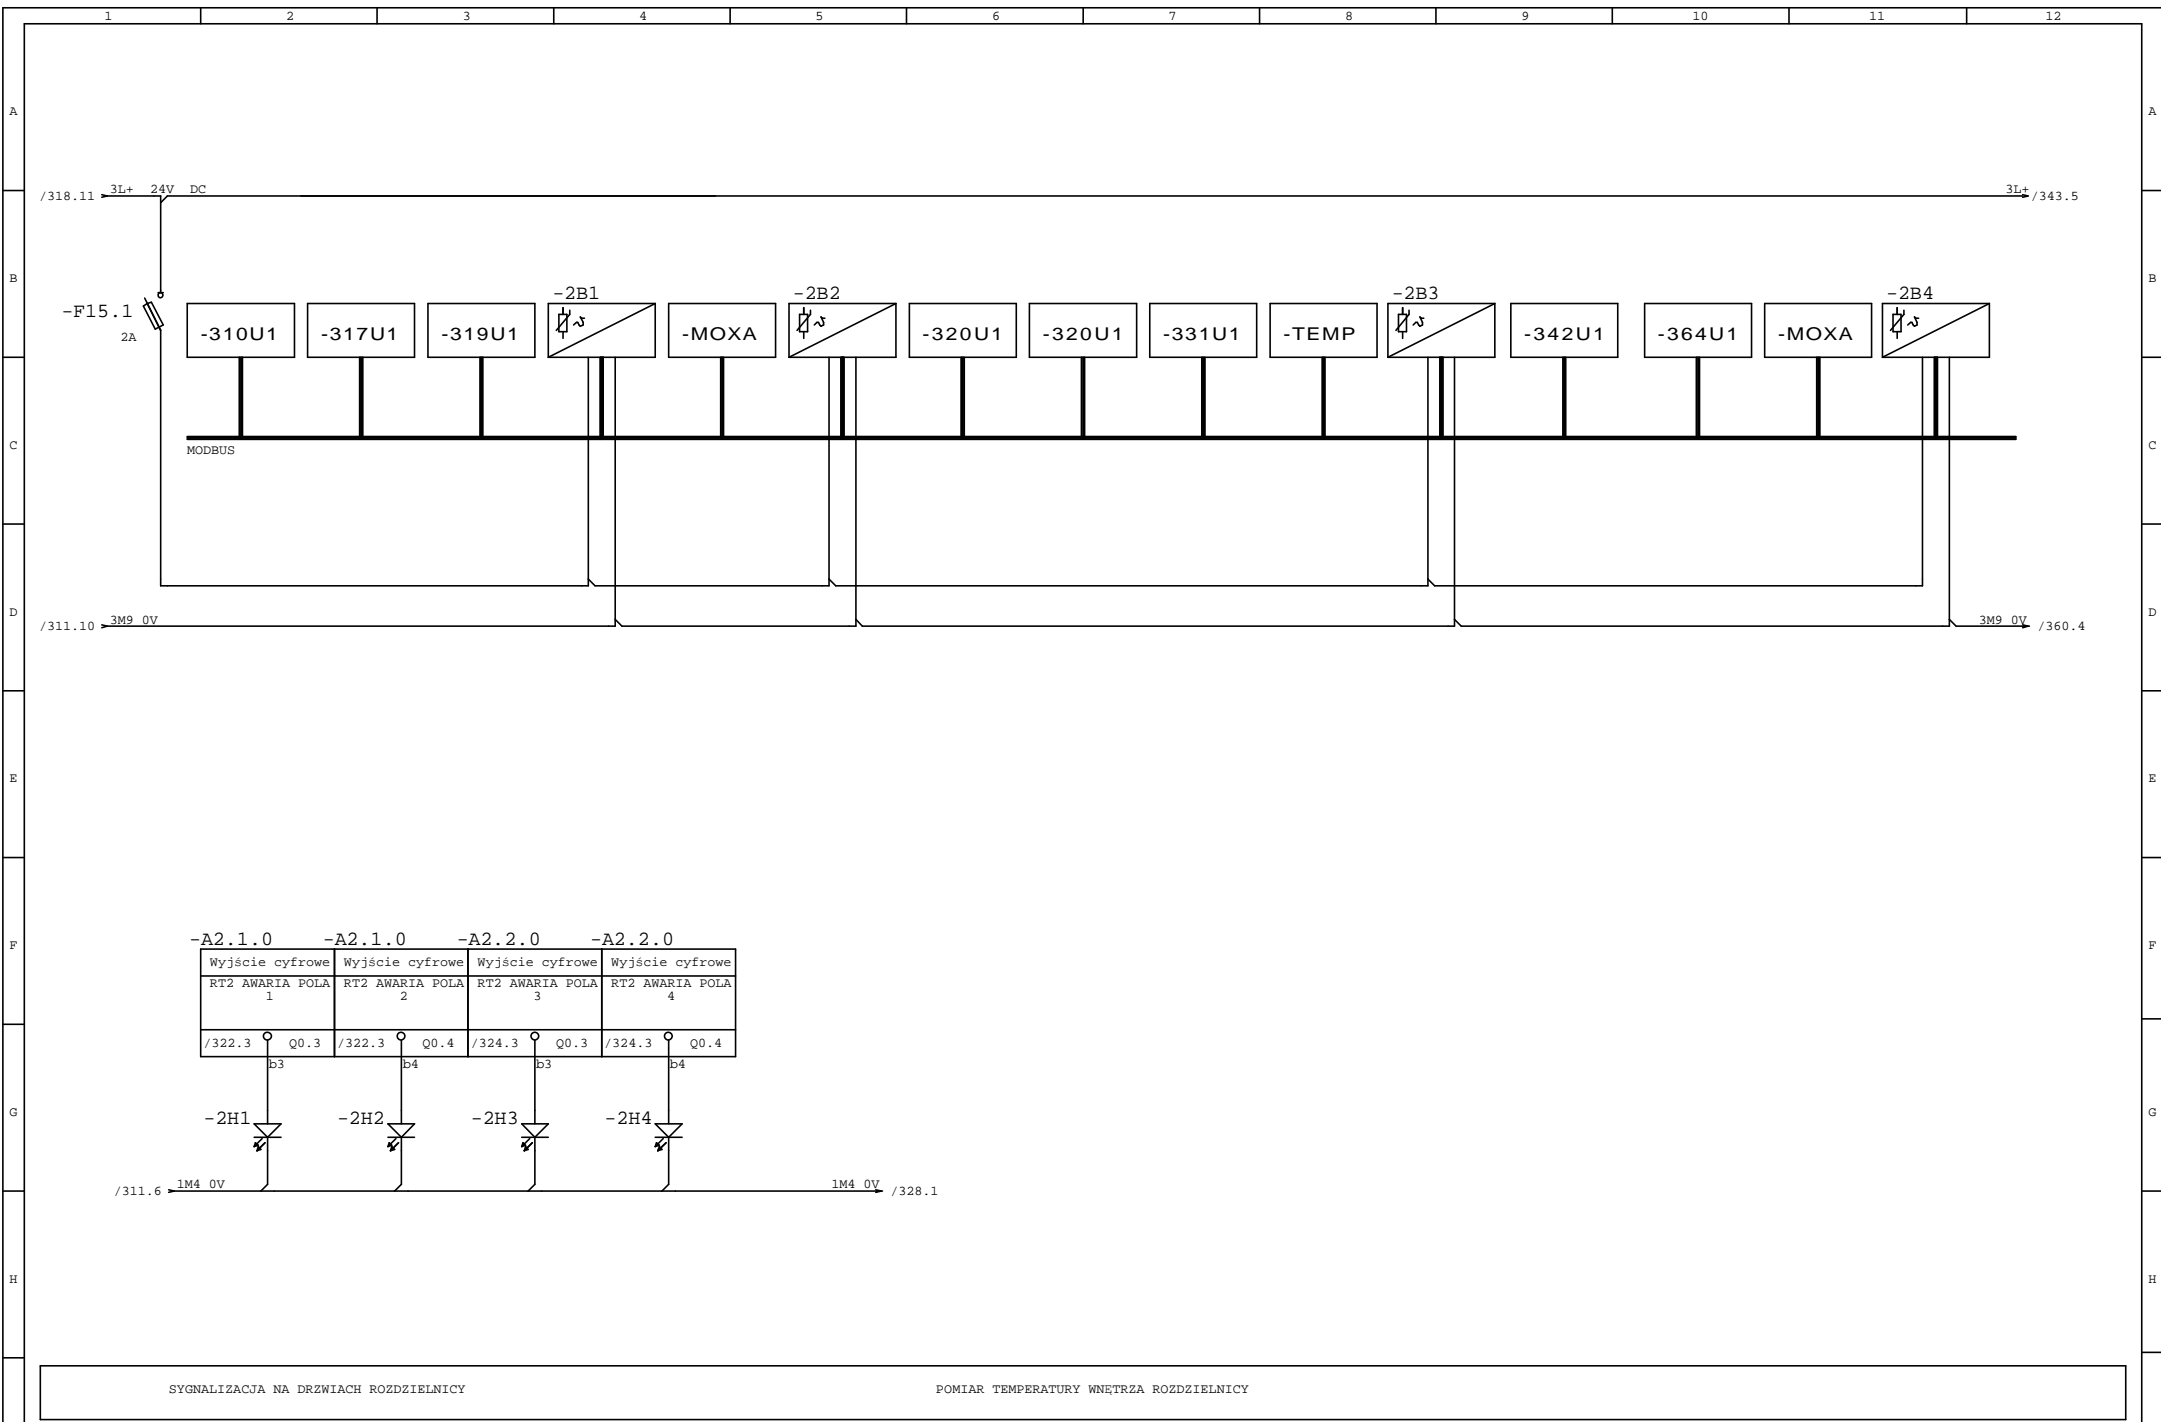 1 2 3 4 5 6 7 8 9 10 11 12
A A
/318.11 3L+ 24V DC 3L+ /343.5
B B
-2B1 -2B2 -2B3 -2B4
-F15.1
2A
-310U1 -317U1 -319U1 -MOXA -320U1 -320U1 -331U1 -TEMP -342U1 -364U1 -MOXA
C C
MODBUS
D D
/311.10 3M9 0V 3M9 0V /360.4
E E
F F
-A2.1.0 -A2.1.0 -A2.2.0 -A2.2.0
Wyjście cyfrowe Wyjście cyfrowe Wyjście cyfrowe Wyjście cyfrowe
RT2 AWARIA POLA RT2 AWARIA POLA RT2 AWARIA POLA RT2 AWARIA POLA
1 2 3 4
/322.3 Q0.3 /322.3 Q0.4 /324.3 Q0.3 /324.3 Q0.4
b3 b4 b3 b4
G G
-2H1 -2H2 -2H3 -2H4
/311.6 1M4 0V 1M4 0V /328.1
H H
SYGNALIZACJA NA DRZWIACH ROZDZIELNICY POMIAR TEMPERATURY WNĘTRZA ROZDZIELNICY